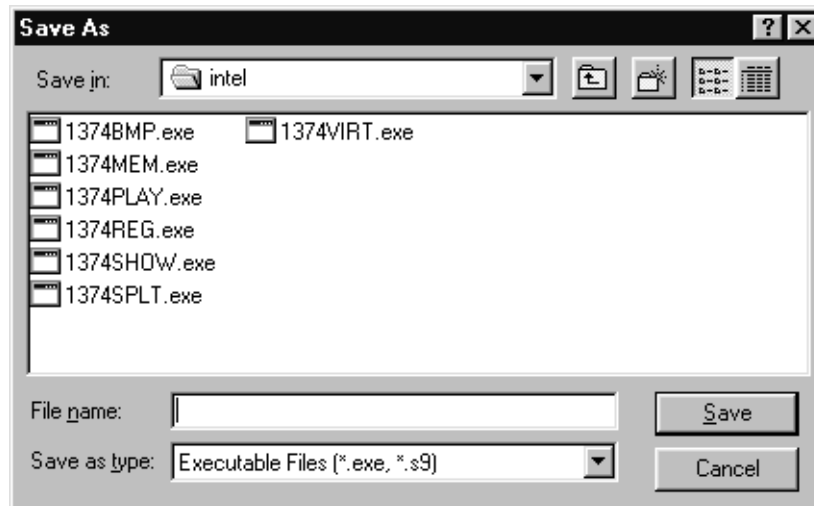 Save As
Save in: intel
1374BMP.exe 1374VIRT.exe
1374MEM.exe
1374PLAY.exe
1374REG.exe
1374SHOW.exe
1374SPLT.exe
File name: Save
Save as type: Executable Files (*.exe, *.s9) Cancel